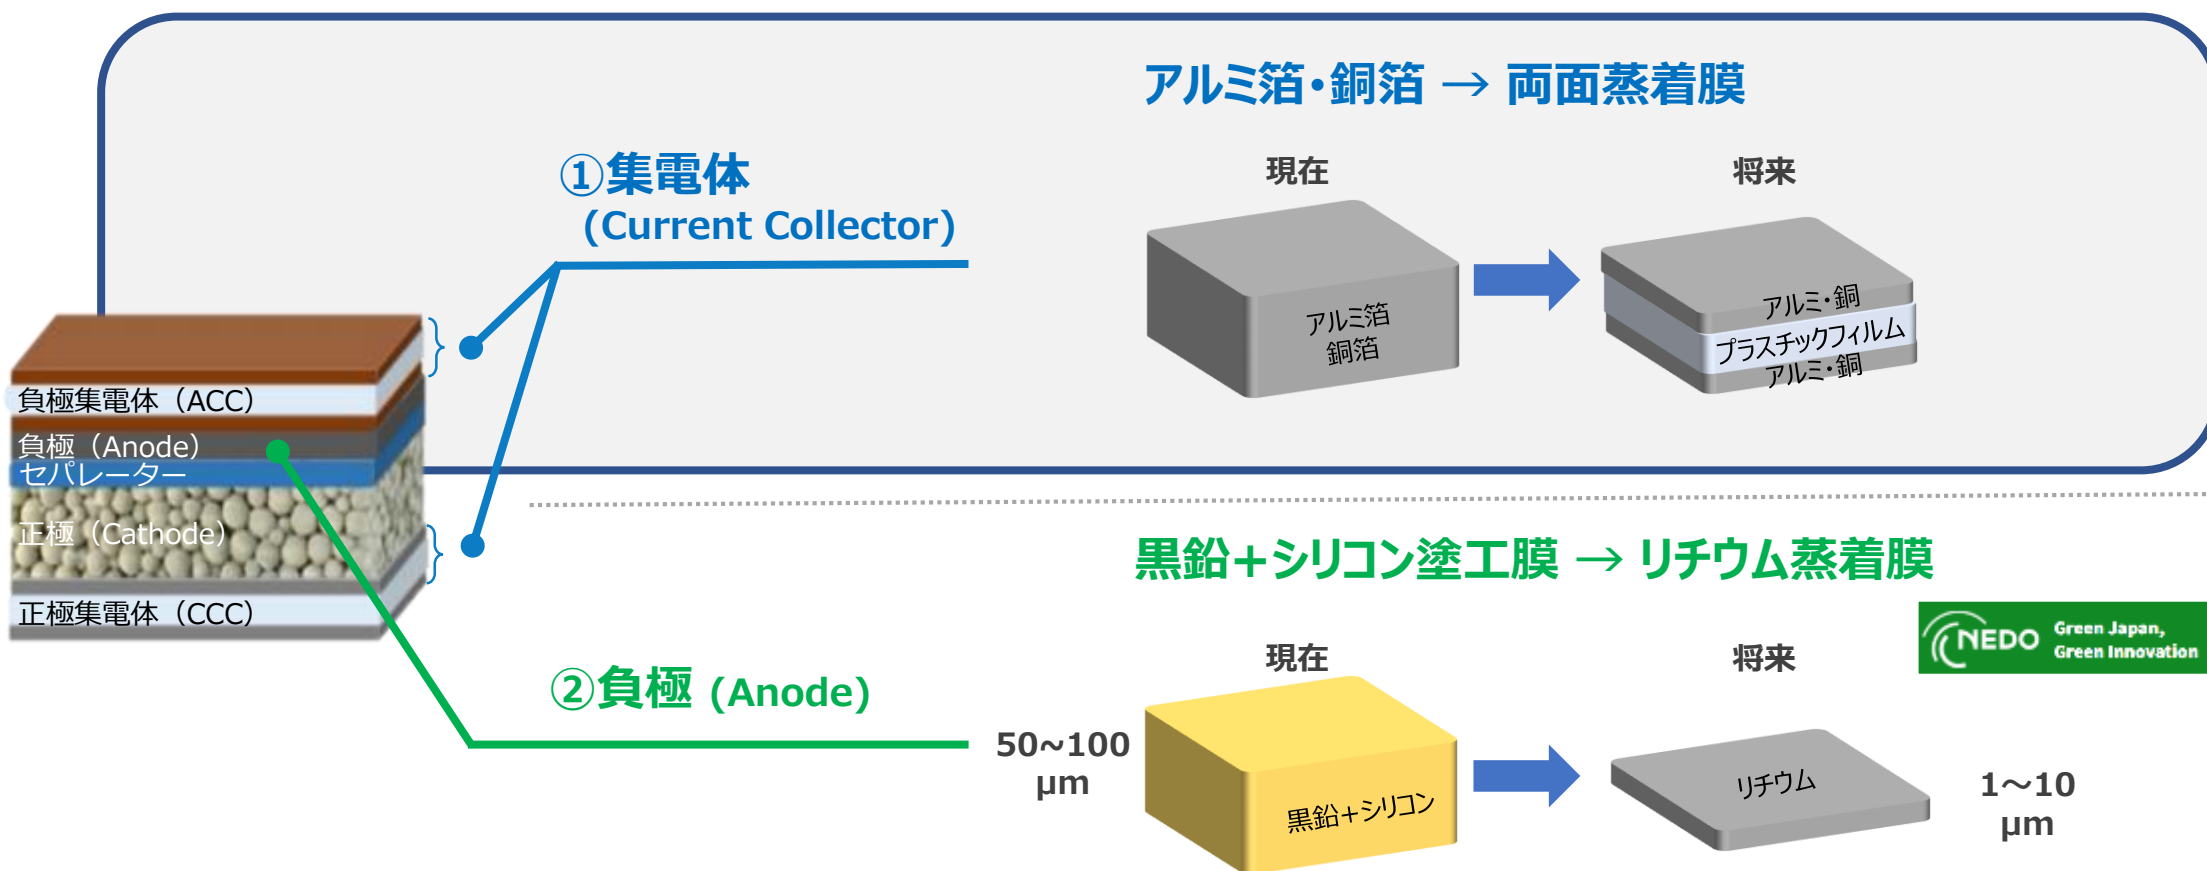 アルミ箔・銅箔 → 両面蒸着膜
①集電体
(Current Collector)
現在
将来
アルミ箔
銅箔
アルミ・銅
プラスチックフィルム
アルミ・銅
負極集電体（ACC）
負極（Anode）
セパレーター
正極（Cathode）
正極集電体（CCC）
黒鉛+シリコン塗工膜 → リチウム蒸着膜
NEDO
Green Japan,
Green Innovation
②負極 (Anode)
現在
将来
50~100
μm
黒鉛+シリコン
リチウム
1～10
μm